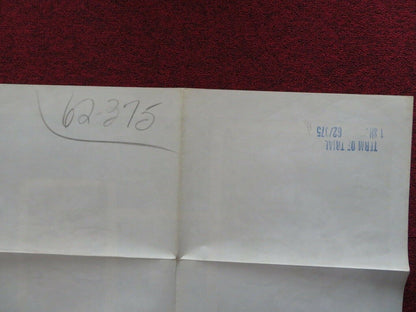 62-375
TERM OF TRIAL
62/375
1 SH.